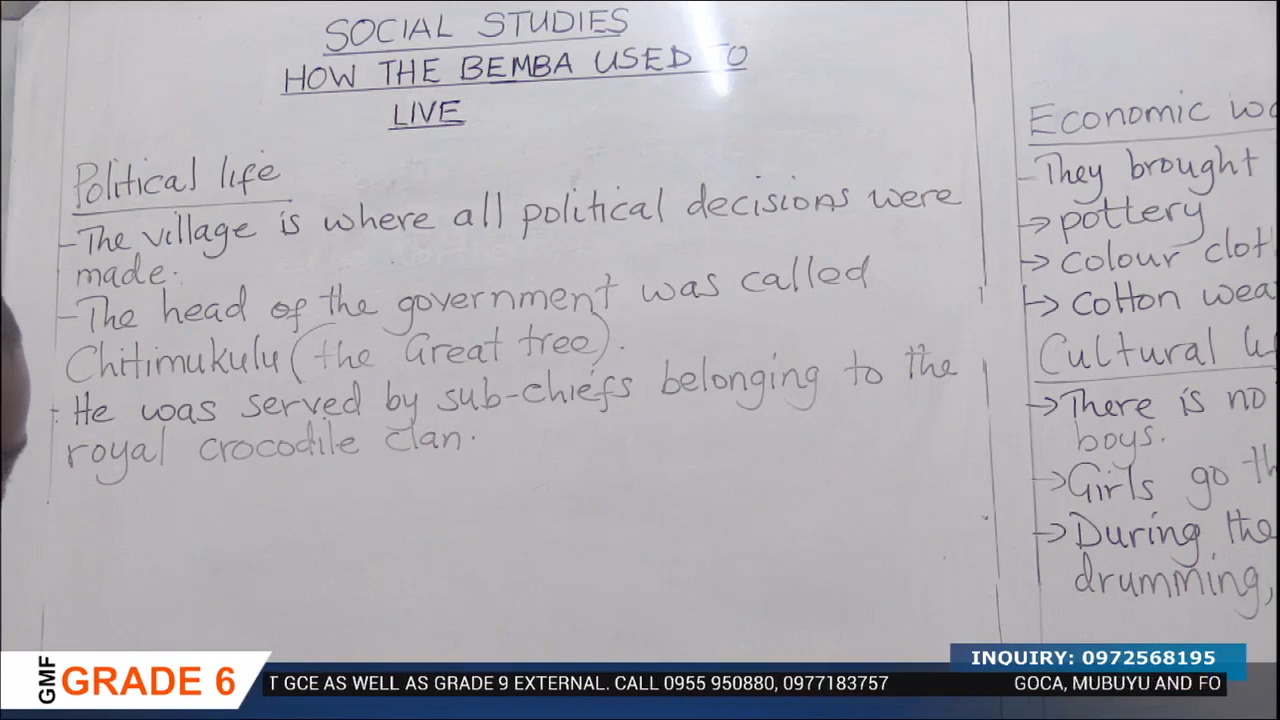 SOCIAL STUDIES
HOW THE BEMBA USED TO
LIVE
Political life
- The village is where all political decisions were
made.
- The head of the government was called
Chitimukulu (the Great tree).
- He was served by sub-chiefs belonging to the
royal crocodile clan.
Economic
- They brought
→ pottery
→ colour
→ cotton
Cultural
→ There is no
boys.
→ Girls go
→ During the
drumming,
INQUIRY: 0972568195
GMF GRADE 6
T GCE AS WELL AS GRADE 9 EXTERNAL. CALL 0955 950880, 0977183757
GOCA, MUBUYU AND FO